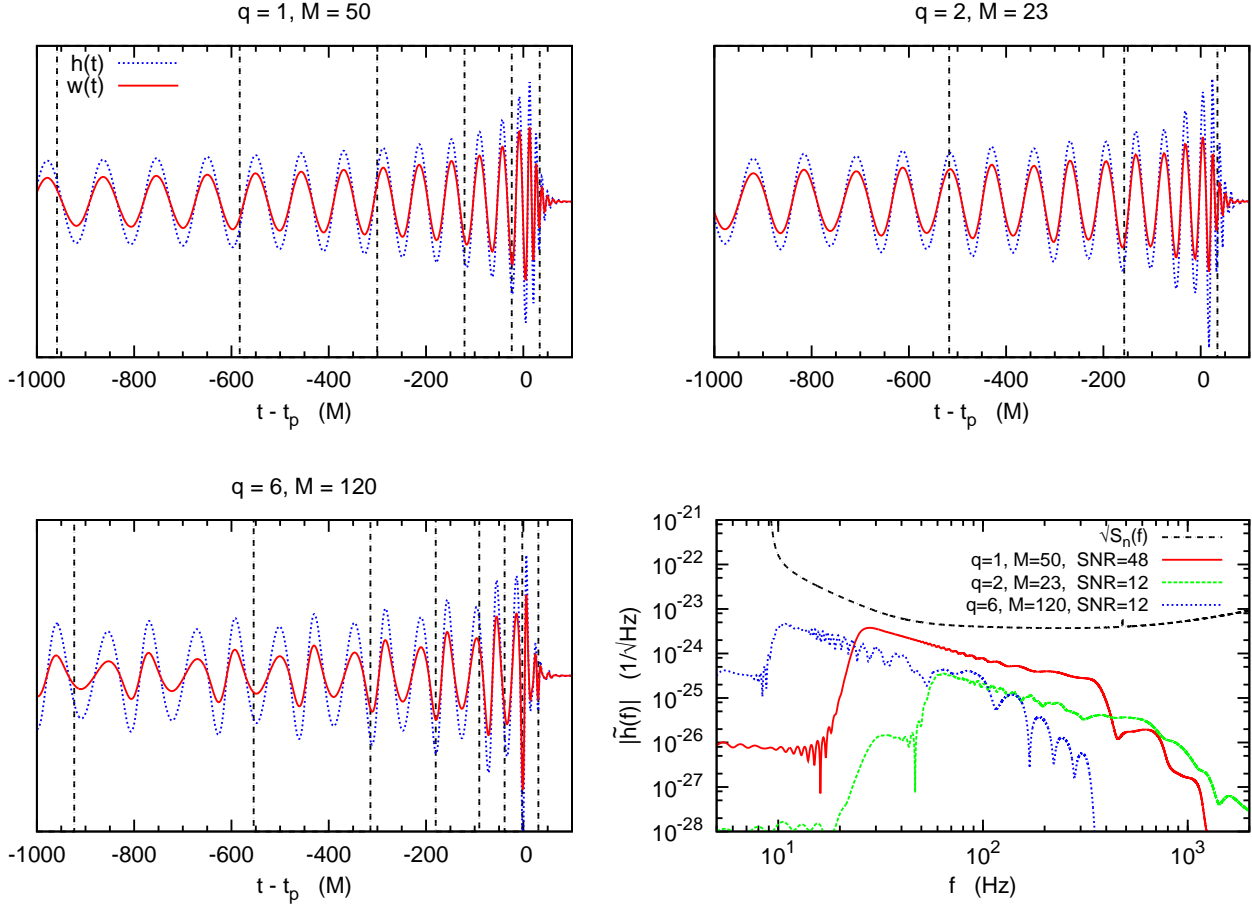 q = 1, M = 50
h(t)
w(t)
-1000 -800 -600 -400 -200 0
t - t_p (M)
q = 2, M = 23
-1000 -800 -600 -400 -200 0
t - t_p (M)
q = 6, M = 120
-1000 -800 -600 -400 -200 0
t - t_p (M)
10^-21
10^-22
10^-23
10^-24
10^-25
10^-26
10^-27
10^-28
|h̃(f)| (1/√Hz)
√S_n(f)
q=1, M=50, SNR=48
q=2, M=23, SNR=12
q=6, M=120, SNR=12
10^1 10^2 10^3
f (Hz)